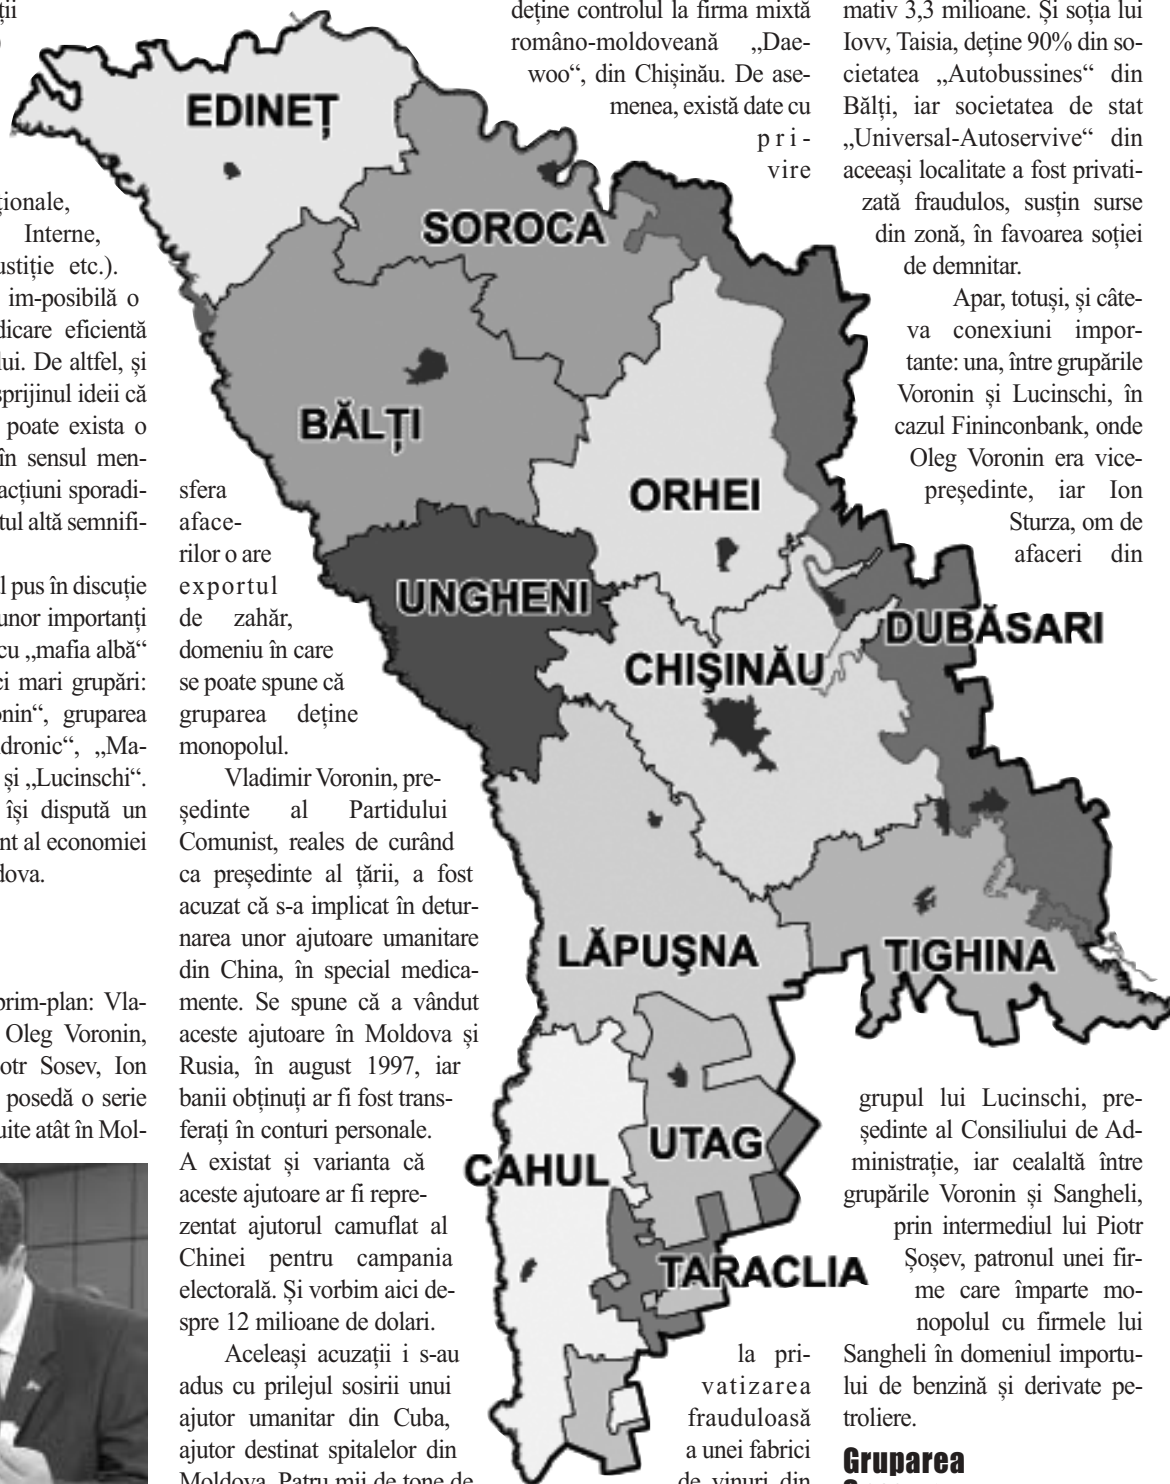 ții
ționale,
Interne,
ustiție etc.).
im-posibilă o
dicare eficientă
lui. De altfel, și
sprijinul ideii că
poate exista o
în sensul men-
acțiuni sporadi-
tul altă semnifi-
l pus în discuție
unor importanți
cu „mafia albă“
ci mari grupări:
onin“, gruparea
dronic“, „Ma-
și „Lucinschi“.
își dispută un
nt al economiei
dova.
prim-plan: Vla-
Oleg Voronin,
otr Sosev, Ion
posedă o serie
uite atât în Mol-
sfera
aface-
rilor o are
exportul
de zahăr,
domeniu în care
se poate spune că
gruparea deține
monopolul.
Vladimir Voronin, pre-
ședinte al Partidului
Comunist, reales de curând
ca președinte al țării, a fost
acuzat că s-a implicat în detur-
narea unor ajutoare umanitare
din China, în special medica-
mente. Se spune că a vândut
aceste ajutoare în Moldova și
Rusia, în august 1997, iar
banii obținuți ar fi fost trans-
ferați în conturi personale.
A existat și varianta că
aceste ajutoare ar fi repre-
zentat ajutorul camuflat al
Chinei pentru campania
electorală. Și vorbim aici de-
spre 12 milioane de dolari.
Aceleași acuzații i s-au
adus cu prilejul sosirii unui
ajutor umanitar din Cuba,
ajutor destinat spitalelor din
Moldova. Patru mii de tone de
EDINEȚ
SOROCA
BĂLȚI
ORHEI
UNGHENI
DUBĂSARI
CHIȘINĂU
LĂPUȘNA
TIGHINA
UTAG
CAHUL
TARACLIA
deține controlul la firma mixtă
româno-moldoveană „Dae-
woo“, din Chișinău. De ase-
menea, există date cu
pri-
vire
la pri-
vatizarea
frauduloasă
a unei fabrici
de vinuri din
mativ 3,3 milioane. Și soția lui
Iovv, Taisia, deține 90% din so-
cietatea „Autobussines“ din
Bălți, iar societatea de stat
„Universal-Autoservive“ din
aceeași localitate a fost privati-
zată fraudulos, susțin surse
din zonă, în favoarea soției
de demnitar.
Apar, totuși, și câte-
va conexiuni impor-
tante: una, între grupările
Voronin și Lucinschi, în
cazul Fininconbank, onde
Oleg Voronin era vice-
președinte, iar Ion
Sturza, om de
afaceri din
grupul lui Lucinschi, pre-
ședinte al Consiliului de Ad-
ministrație, iar cealaltă între
grupările Voronin și Sangheli,
prin intermediul lui Piotr
Șoșev, patronul unei fir-
me care împarte mo-
nopolul cu firmele lui
Sangheli în domeniul importu-
lui de benzină și derivate pe-
troliere.
Gruparea